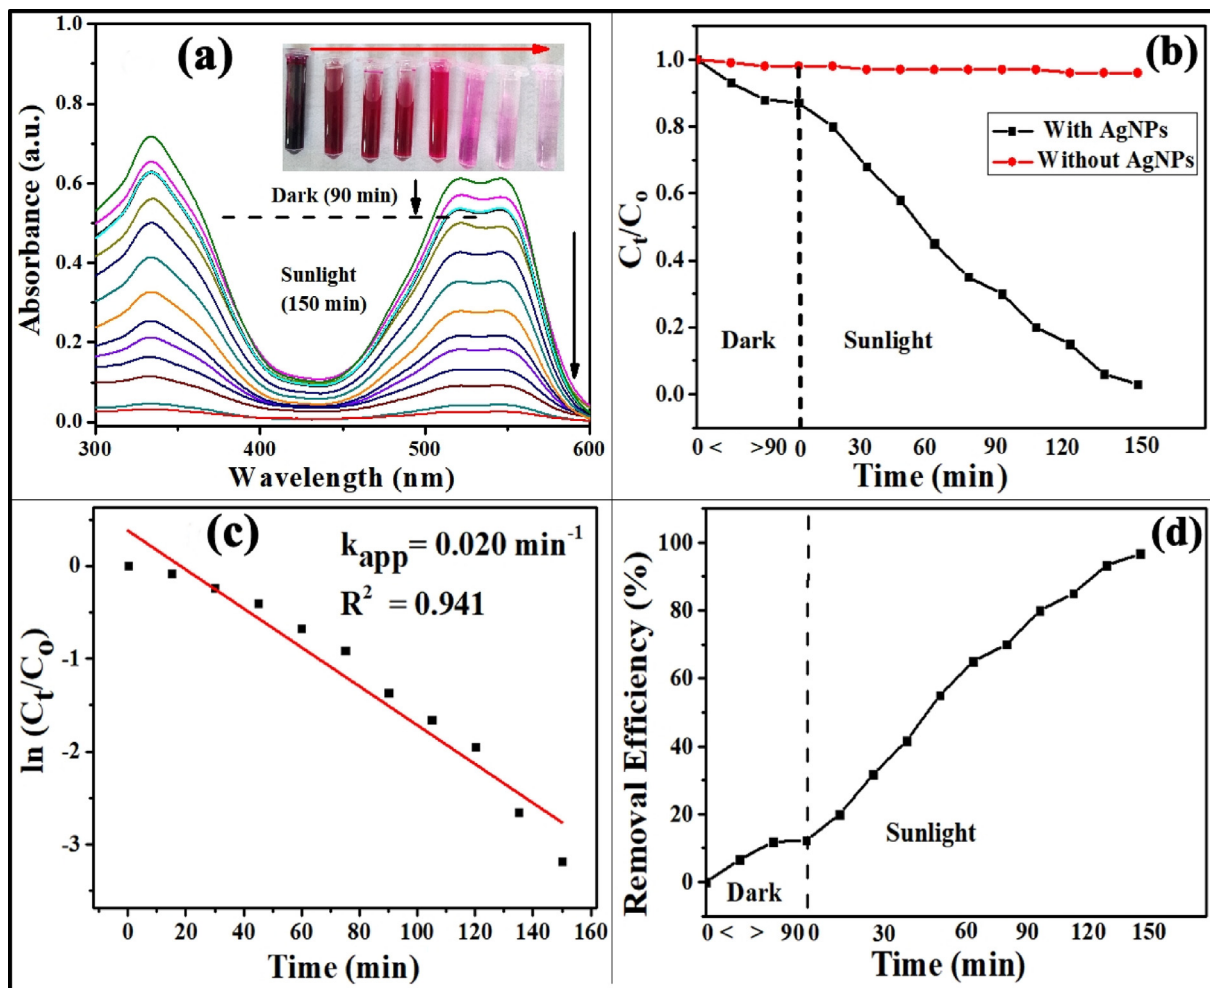 (a)
1.0
0.8
0.6
0.4
0.2
0.0
Absorbance (a.u.)
Dark (90 min)
Sunlight
(150 min)
300 400 500 600
Wavelength (nm)
(b)
1.0
0.8
0.6
0.4
0.2
0.0
Ct/Co
With AgNPs
Without AgNPs
Dark
Sunlight
0 < >90 0 30 60 90 120 150
Time (min)
(c)
kapp= 0.020 min-1
R2 = 0.941
0
-1
-2
-3
ln (Ct/Co)
0 20 40 60 80 100 120 140 160
Time (min)
(d)
100
80
60
40
20
0
Removal Efficiency (%)
Dark
Sunlight
0 < > 90 0 30 60 90 120 150
Time (min)